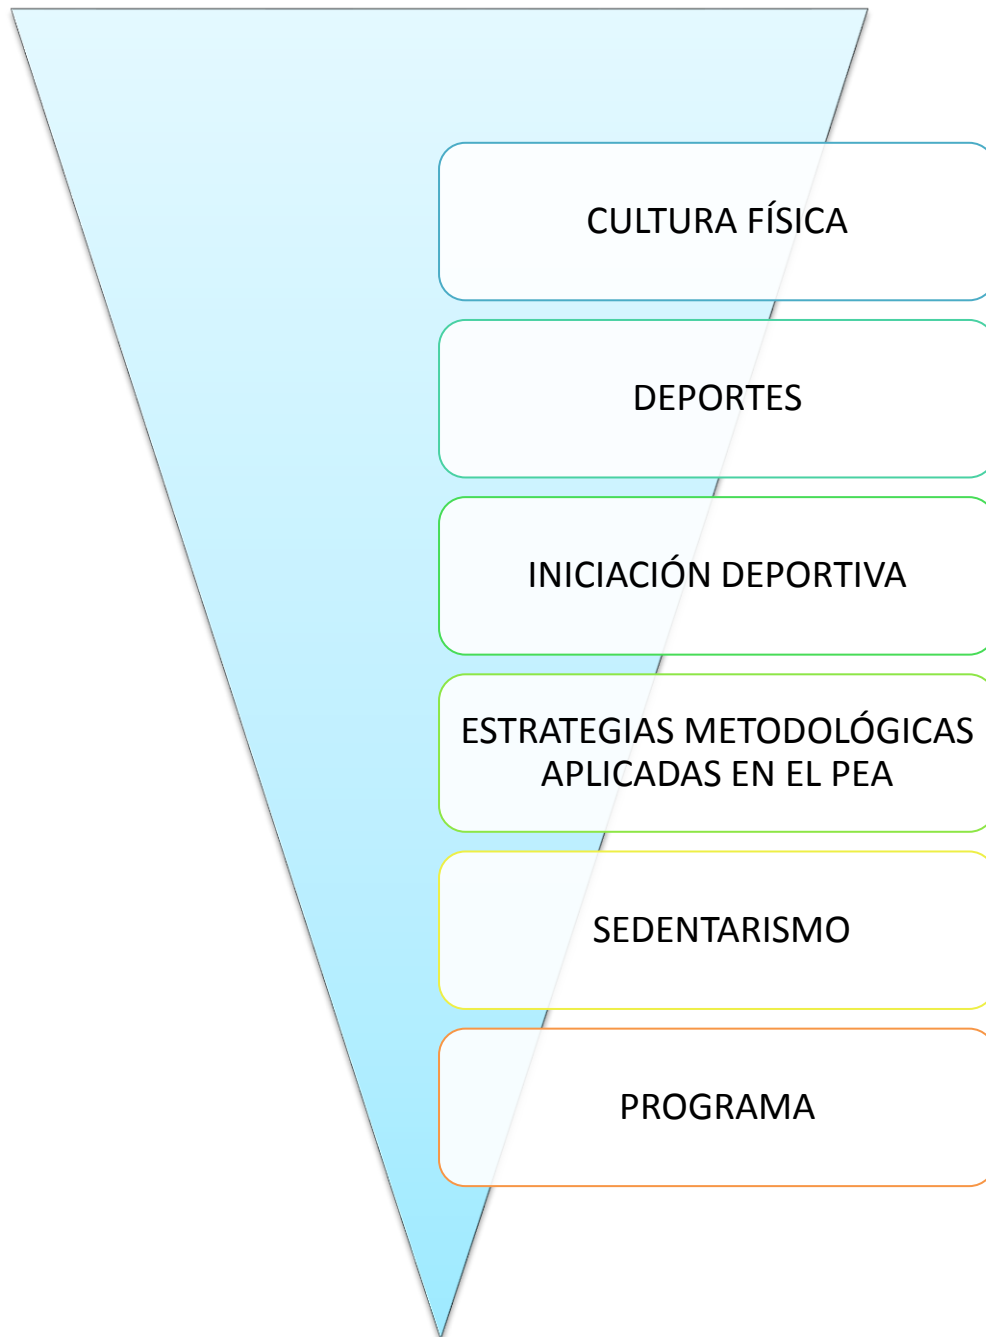 CULTURA FÍSICA
DEPORTES
INICIACIÓN DEPORTIVA
ESTRATEGIAS METODOLÓGICAS
APLICADAS EN EL PEA
SEDENTARISMO
PROGRAMA